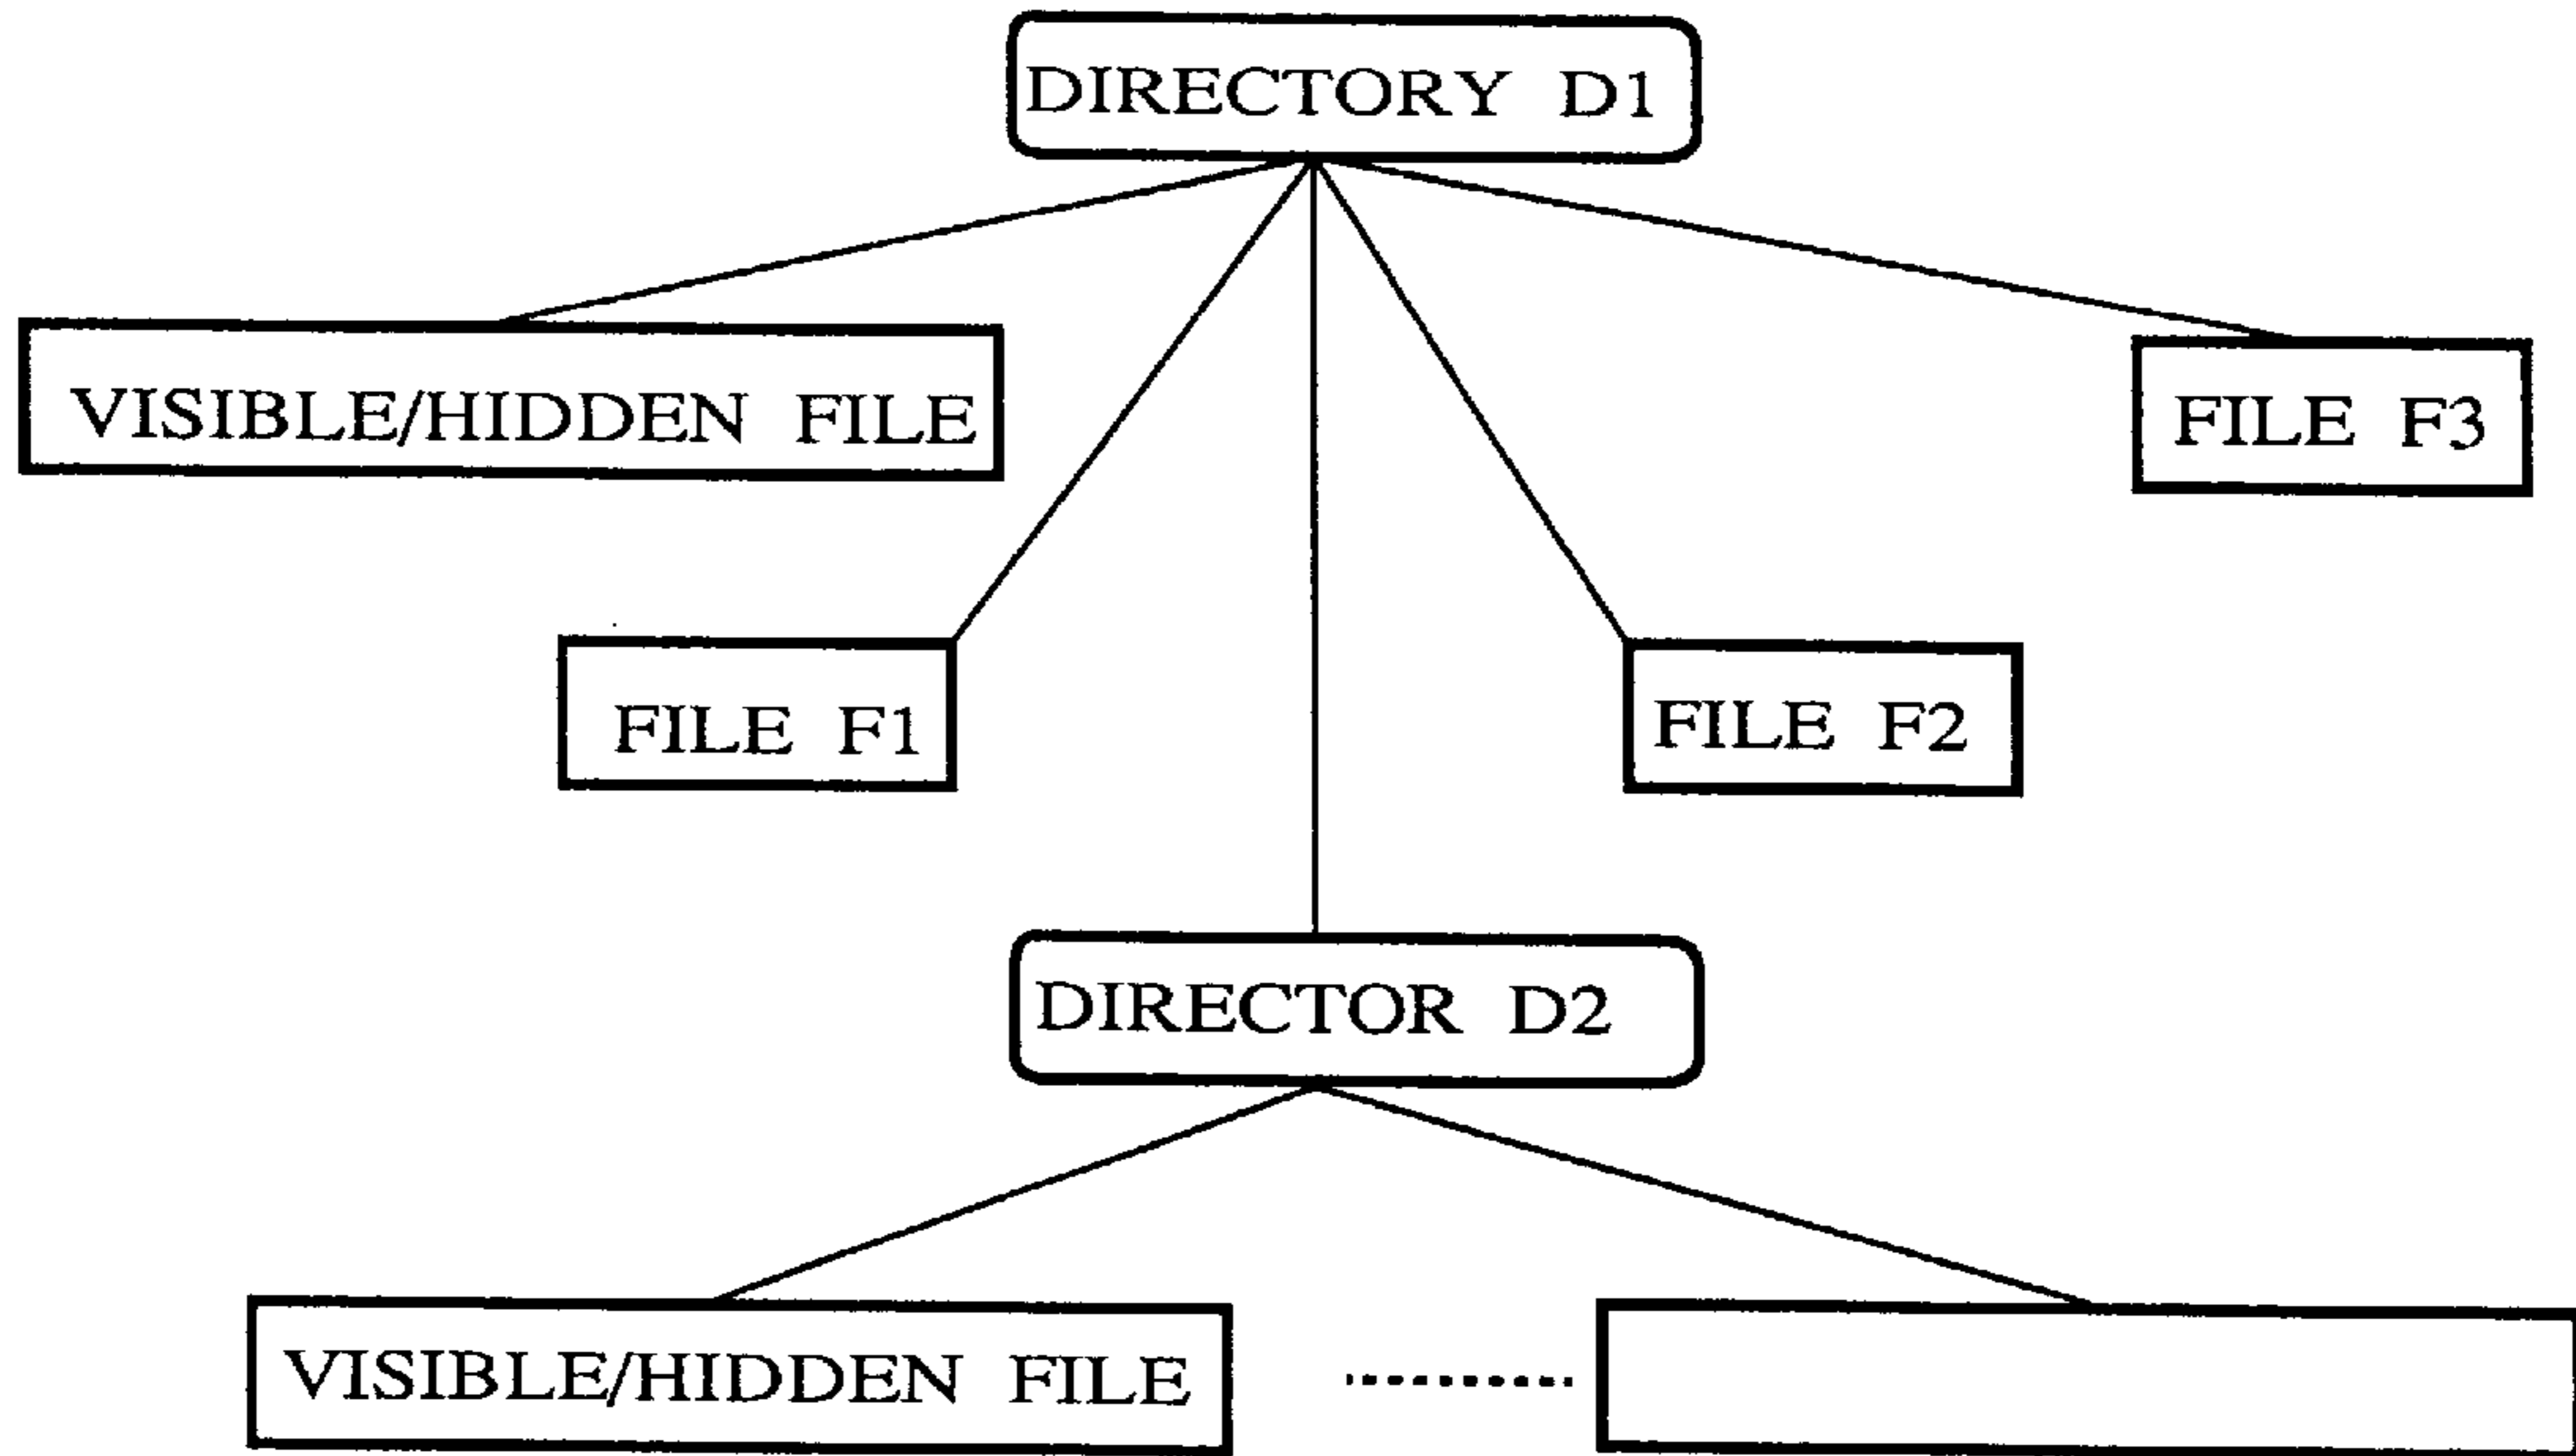 DIRECTORY D1
VISIBLE/HIDDEN FILE
FILE F3
FILE F1
FILE F2
DIRECTOR D2
VISIBLE/HIDDEN FILE